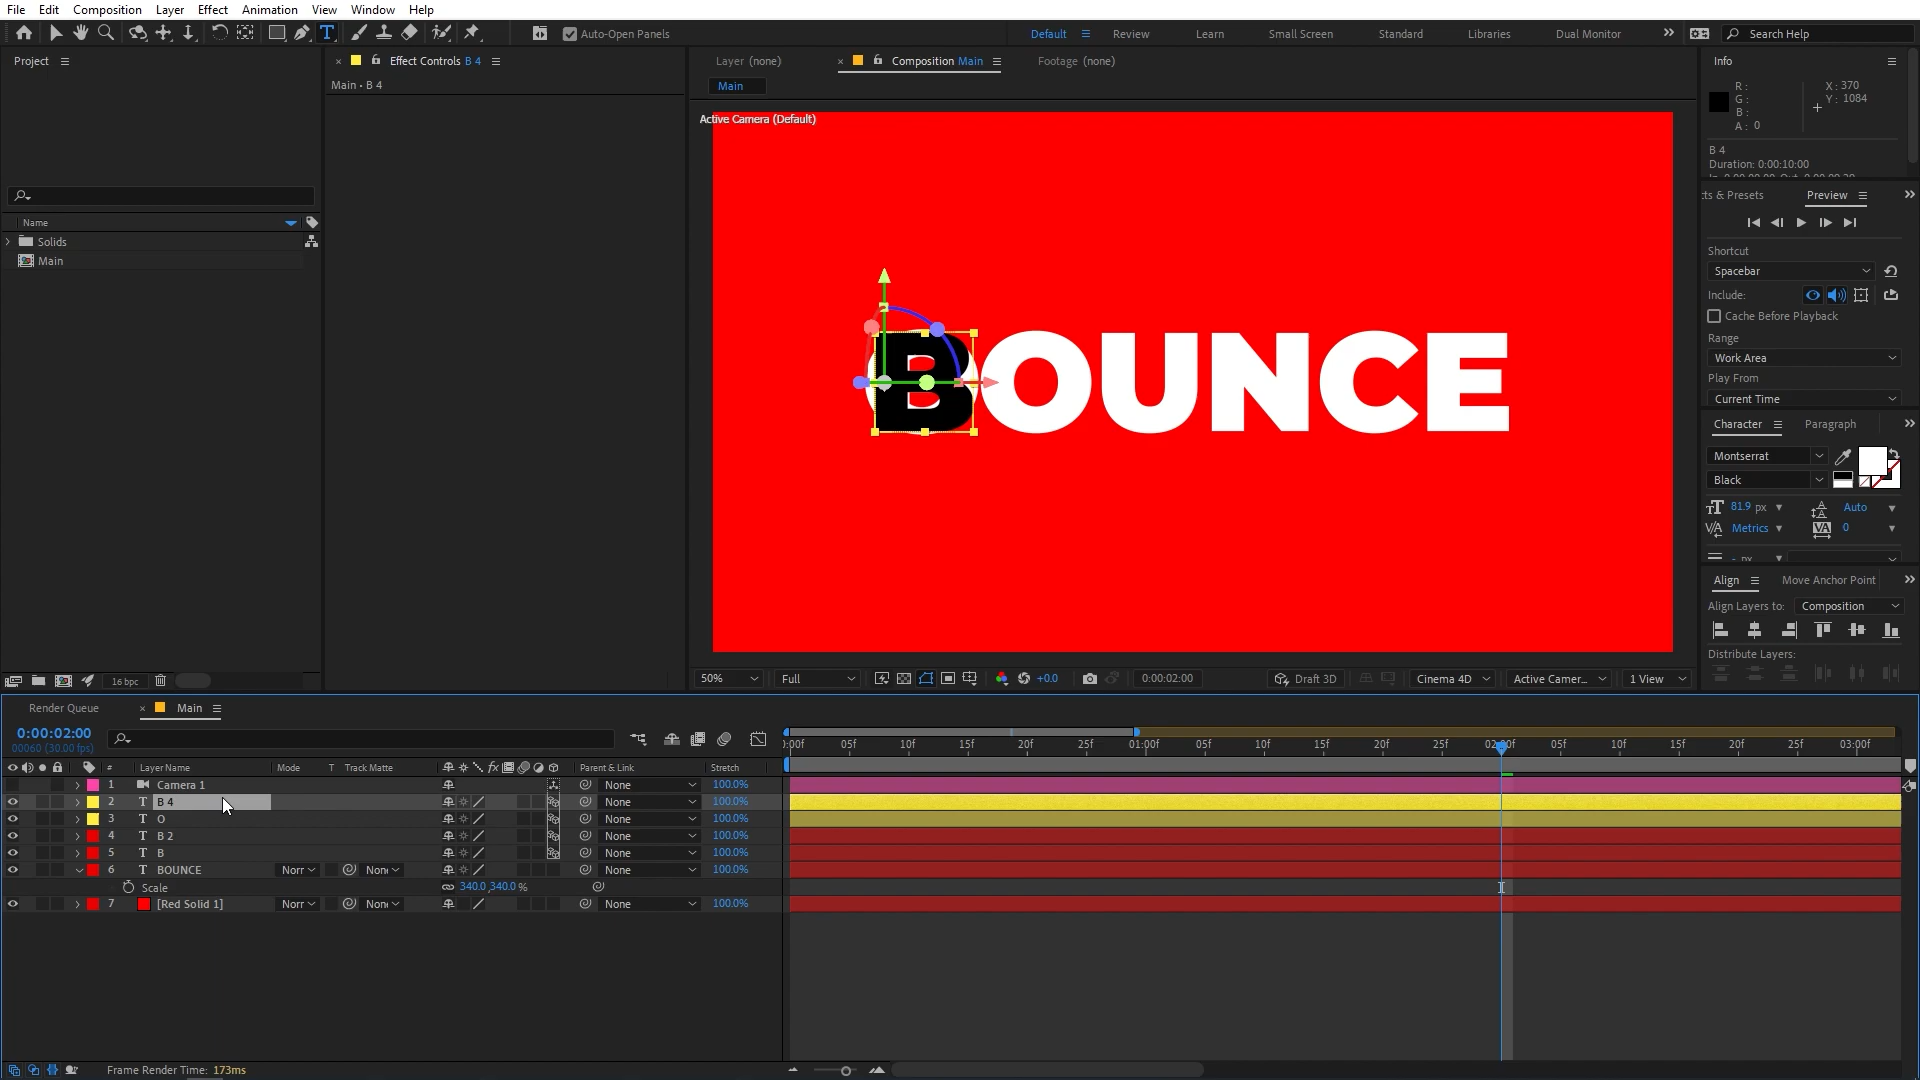 File Edit Composition Layer Effect Animation View Window Help
Auto-Open Panels
Default Review Learn Small Screen Standard Libraries Dual Monitor Search Help
Project
Name
Solids
Main
16 bpc
Effect Controls B 4
Main • B 4
Layer (none) Composition Main Footage (none)
Main
Active Camera (Default)
BOUNCE
50% Full +0.0 0:00:02:00 Draft 3D Cinema 4D Active Camer... 1 View
Info
R :
G :
B :
A : 0
X : 370
Y : 1084
B 4
Duration: 0:00:10:00
ts & Presets Preview
Shortcut
Spacebar
Include:
Cache Before Playback
Range
Work Area
Play From
Current Time
Character Paragraph
Montserrat
Black
81.9 px Auto
Metrics 0
- px
Align Move Anchor Point
Align Layers to: Composition
Distribute Layers:
Render Queue Main
0:00:02:00
00060 (30.00 fps)
:00f 05f 10f 15f 20f 25f 01:00f 05f 10f 15f 20f 25f 02:00f 05f 10f 15f 20f 25f 03:00f
# Layer Name Mode T Track Matte fx Parent & Link Stretch
1 Camera 1 None 100.0%
2 T B 4 None 100.0%
3 T O None 100.0%
4 T B 2 None 100.0%
5 T B None 100.0%
6 T BOUNCE Norr None 100.0%
Scale 340.0,340.0 %
7 [Red Solid 1] Norr None 100.0%
Frame Render Time: 173ms